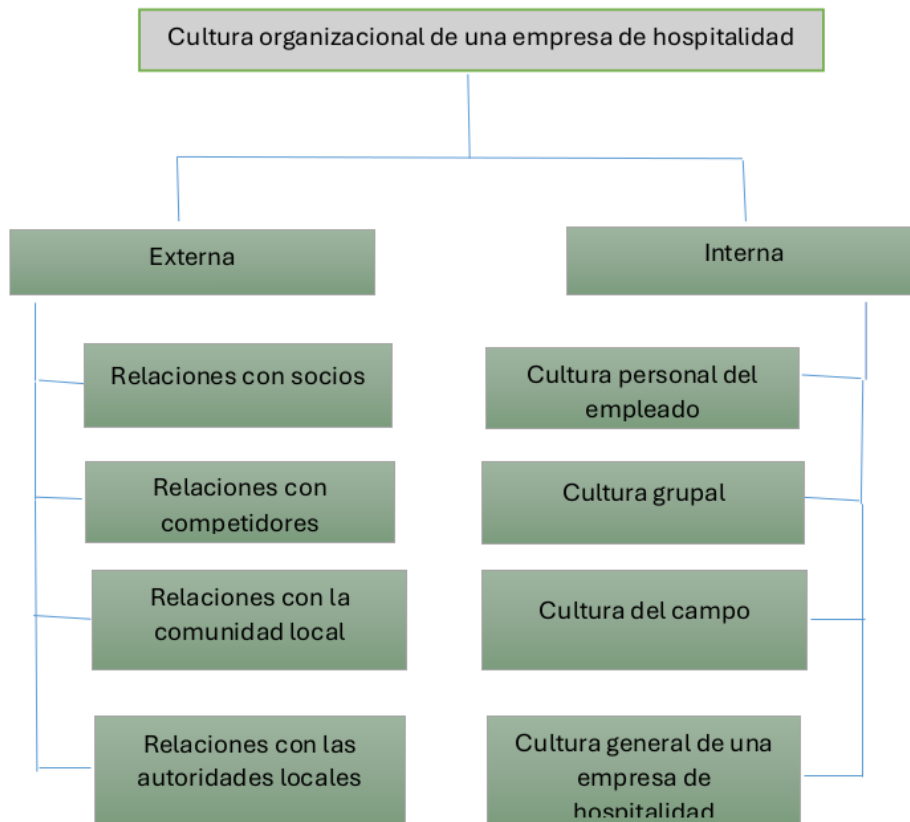 Cultura organizacional de una empresa de hospitalidad
Externa
Interna
Relaciones con socios
Cultura personal del
empleado
Relaciones con
competidores
Cultura grupal
Relaciones con la
comunidad local
Cultura del campo
Relaciones con las
autoridades locales
Cultura general de una
empresa de
hospitalidad